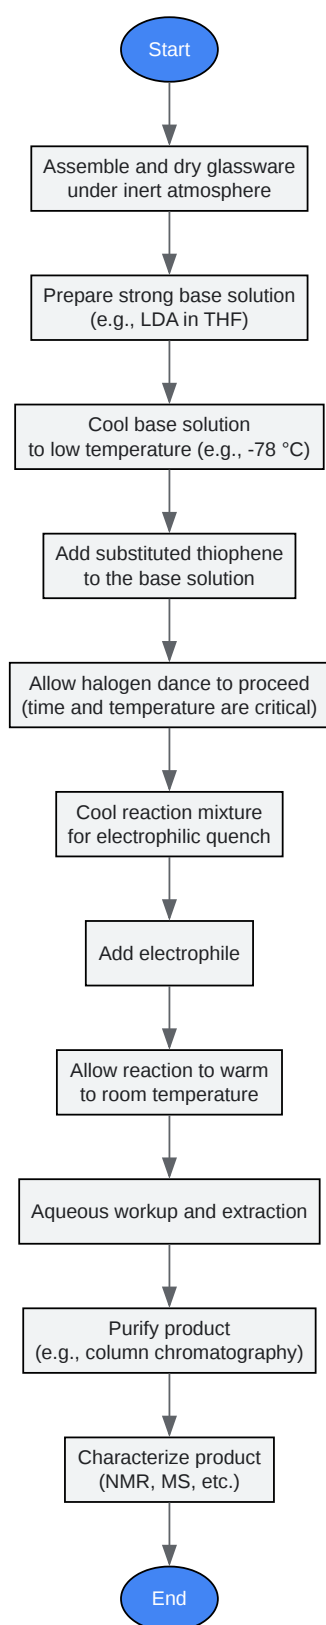 Start
Assemble and dry glassware
under inert atmosphere
Prepare strong base solution
(e.g., LDA in THF)
Cool base solution
to low temperature (e.g., -78 °C)
Add substituted thiophene
to the base solution
Allow halogen dance to proceed
(time and temperature are critical)
Cool reaction mixture
for electrophilic quench
Add electrophile
Allow reaction to warm
to room temperature
Aqueous workup and extraction
Purify product
(e.g., column chromatography)
Characterize product
(NMR, MS, etc.)
End